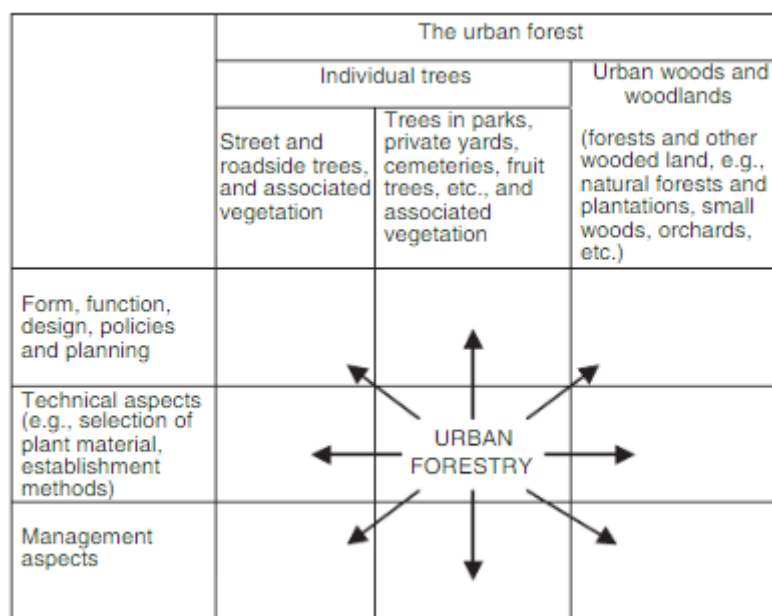 The urban forest
Individual trees
Urban woods and
woodlands
Street and
roadside trees,
and associated
vegetation
Trees in parks,
private yards,
cemeteries, fruit
trees, etc., and
associated
vegetation
(forests and other
wooded land, e.g.,
natural forests and
plantations, small
woods, orchards,
etc.)
Form, function,
design, policies
and planning
Technical aspects
(e.g., selection of
plant material,
establishment
methods)
URBAN
FORESTRY
Management
aspects